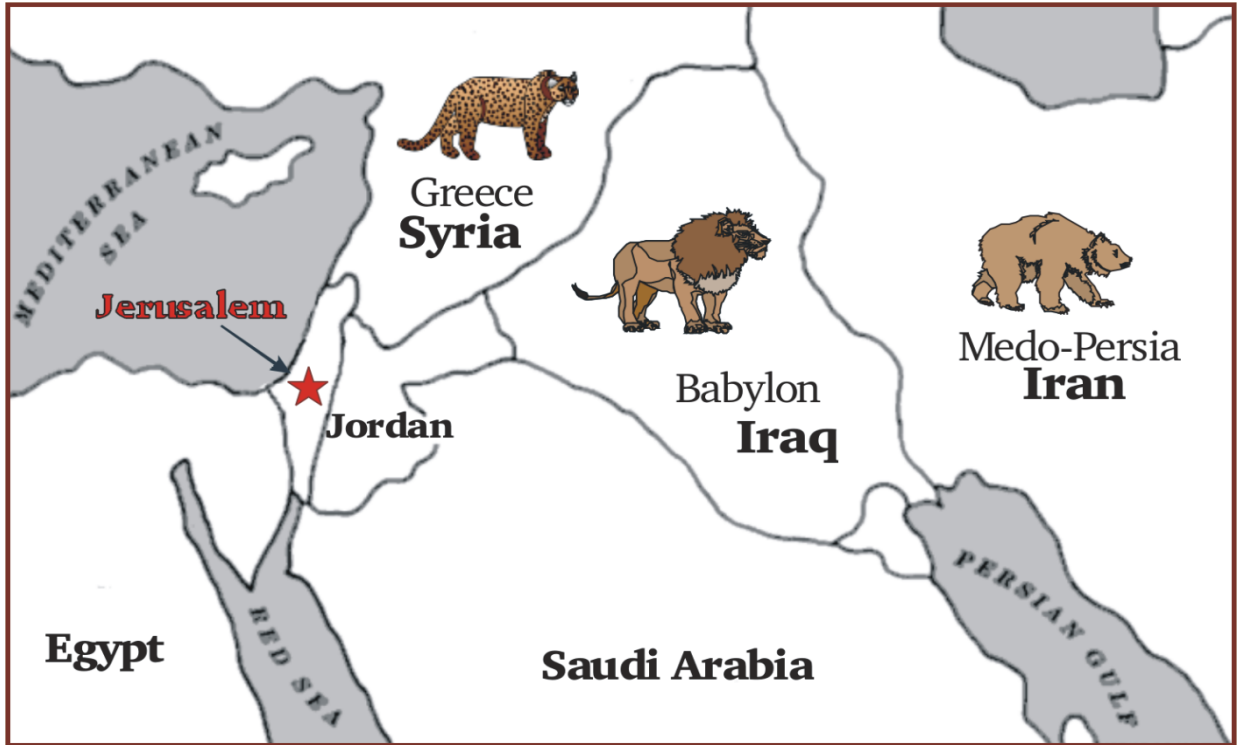 MEDITERRANEAN
SEA
Greece
Syria
Jerusalem
Jordan
Babylon
Iraq
Medo-Persia
Iran
Egypt
RED SEA
Saudi Arabia
PERSIAN GULF